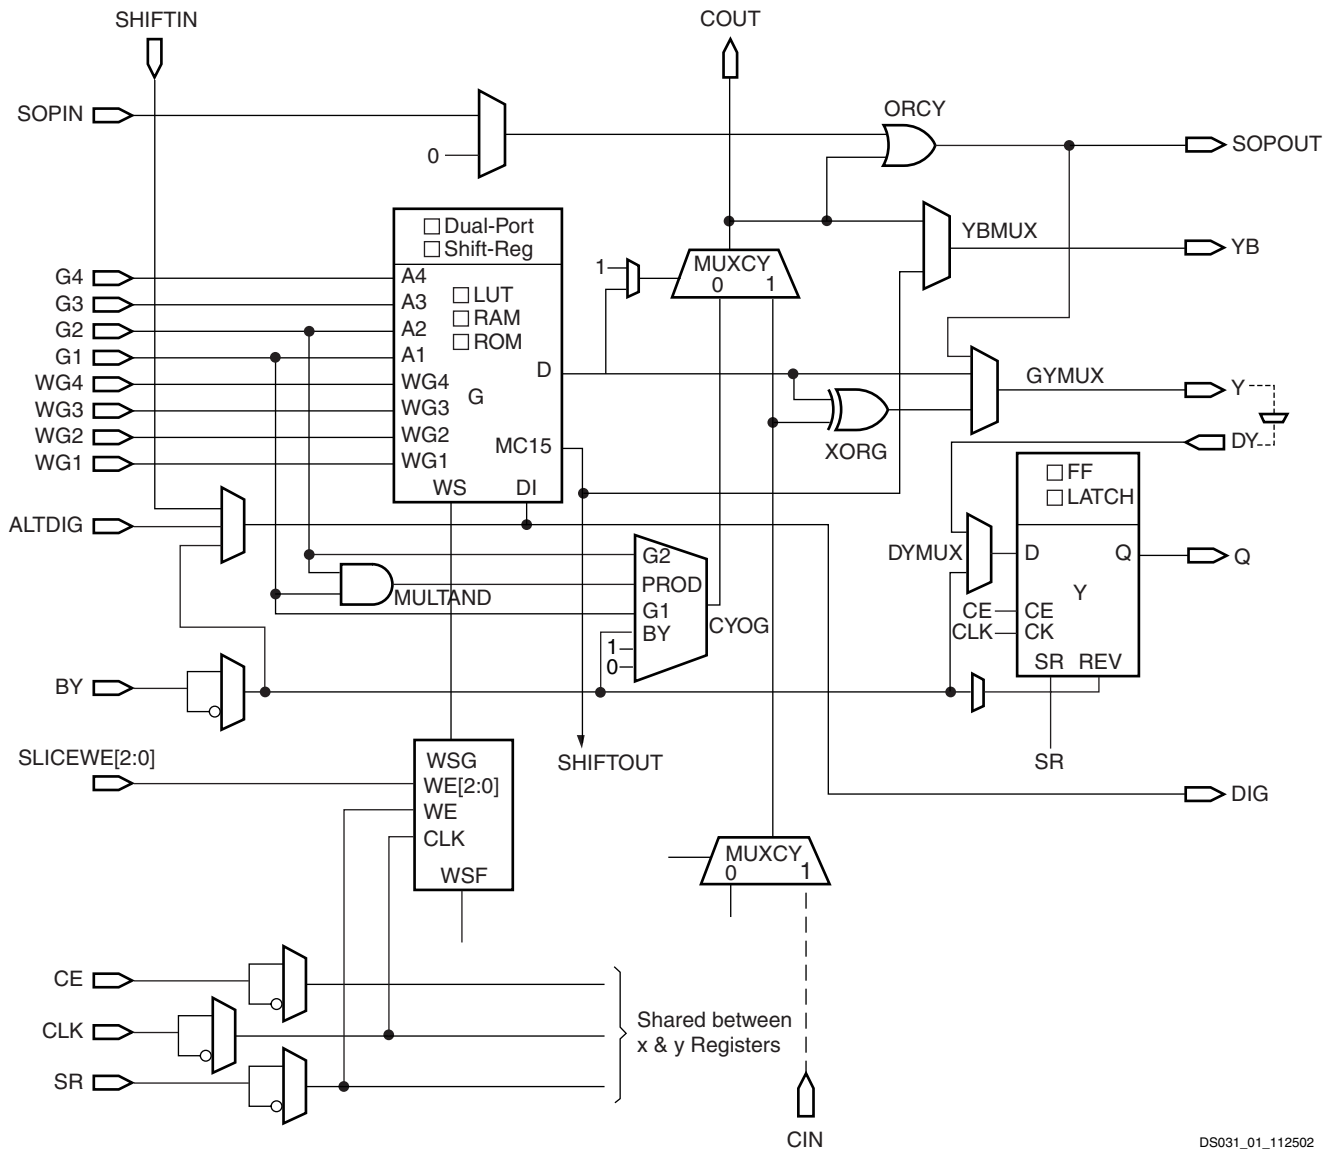 SHIFTIN
COUT
SOPIN
0
ORCY
SOPOUT
Dual-Port
Shift-Reg
YBMUX
YB
1
MUXCY
0 1
G4
G3
G2
G1
WG4
WG3
WG2
WG1
A4
A3
A2
A1
WG4
WG3
WG2
WG1
LUT
RAM
ROM
G
D
MC15
WS
DI
GYMUX
Y
DY
XORG
FF
LATCH
ALTDIG
DYMUX
D
Q
Q
Y
CE
CE
CLK
CK
SR REV
SR
MULTAND
G2
PROD
G1
BY
1
0
CYOG
BY
SHIFTOUT
SLICEWE[2:0]
WSG
WE[2:0]
WE
CLK
WSF
DIG
MUXCY
0 1
CE
CLK
SR
Shared between
x & y Registers
CIN
DS031_01_112502